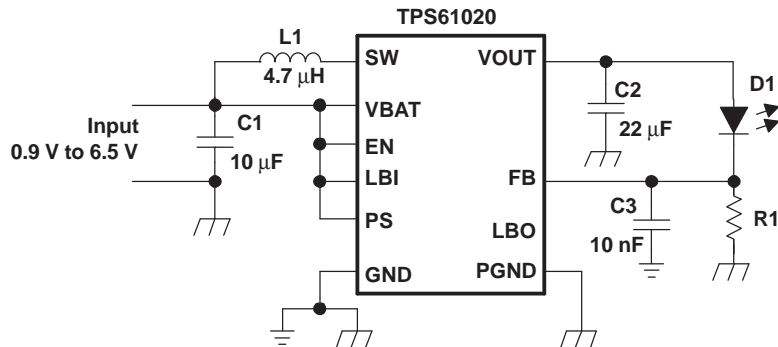 TPS61020
L1
4.7 μH
SW
VOUT
D1
C2
22 μF
VBAT
Input
0.9 V to 6.5 V
C1
10 μF
EN
LBI
FB
PS
C3
10 nF
R1
LBO
GND
PGND